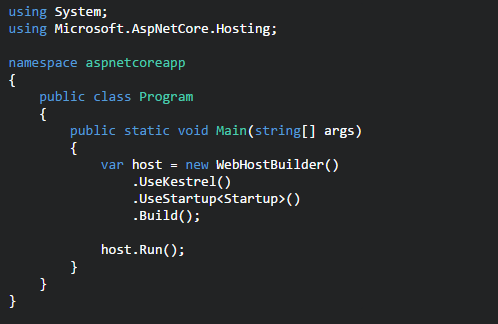 using System;
using Microsoft.AspNetCore.Hosting;

namespace aspnetcoreapp
{
    public class Program
    {
        public static void Main(string[] args)
        {
            var host = new WebHostBuilder()
                .UseKestrel()
                .UseStartup<Startup>()
                .Build();

            host.Run();
        }
    }
}